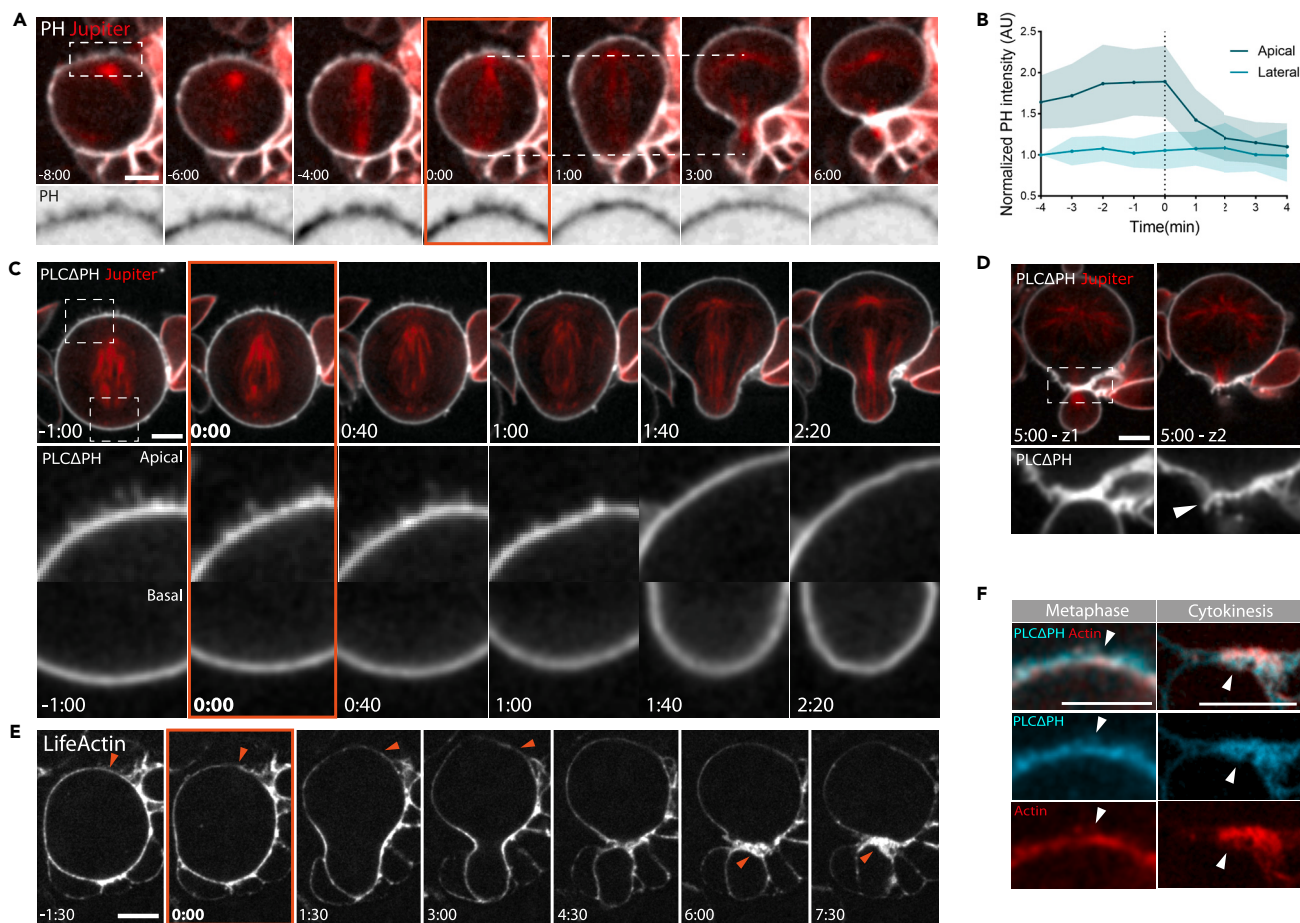 A
PH Jupiter
-8:00
-6:00
-4:00
0:00
1:00
3:00
6:00
PH
B
Normalized PH intensity (AU)
2.5
2.0
1.5
1.0
0.5
Apical
Lateral
-4 -3 -2 -1 0 1 2 3 4
Time(min)
C
PLCΔPH Jupiter
-1:00
0:00
0:40
1:00
1:40
2:20
PLCΔPH
Apical
Basal
-1:00
0:00
0:40
1:00
1:40
2:20
D
PLCΔPH Jupiter
5:00 - z1
5:00 - z2
PLCΔPH
E
LifeActin
-1:30
0:00
1:30
3:00
4:30
6:00
7:30
F
Metaphase
Cytokinesis
PLCΔPH Actin
PLCΔPH
Actin